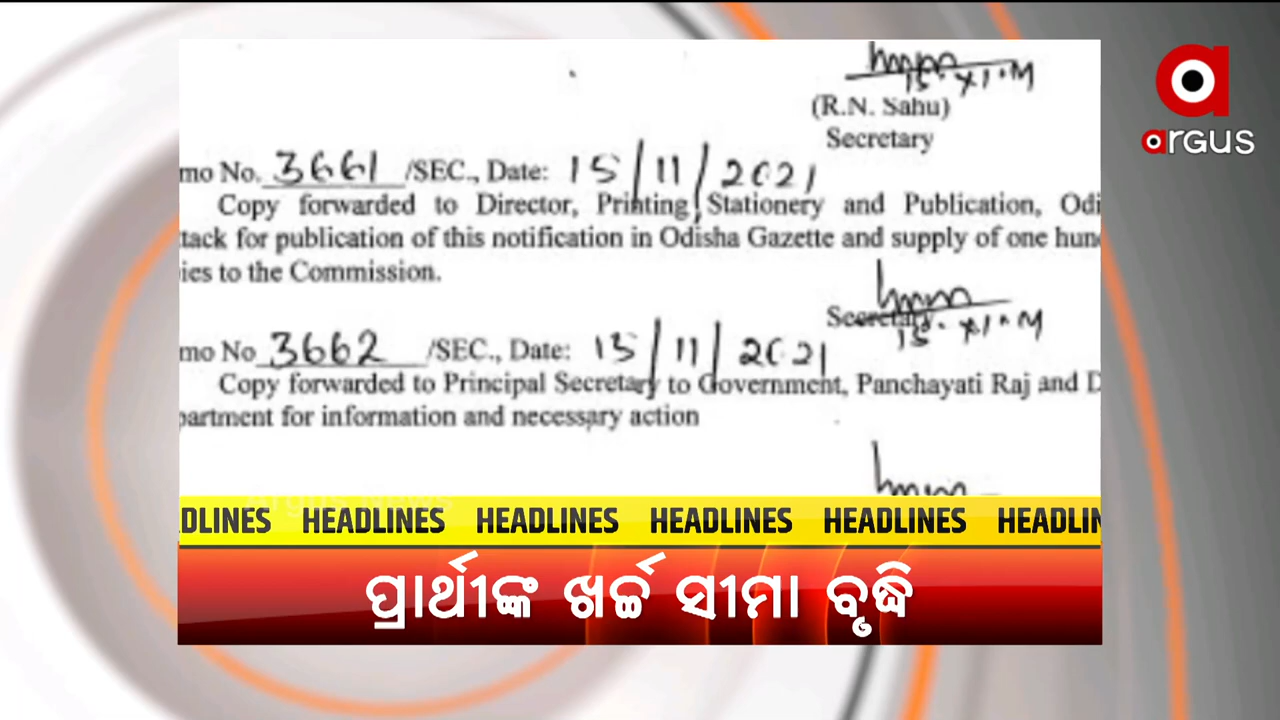 (R.N. Sahu)
Secretary
argus
mo No. 3661 /SEC., Date: 15/11/2021
Copy forwarded to Director, Printing, Stationery and Publication, Odi
tack for publication of this notification in Odisha Gazette and supply of one hun
ies to the Commission.
Secretary
mo No 3662 /SEC., Date: 15/11/2021
Copy forwarded to Principal Secretary to Government, Panchayati Raj and D
partment for information and necessary action
Argus News
DLINES HEADLINES HEADLINES HEADLINES HEADLINES HEADLIN
ପ୍ରାର୍ଥୀଙ୍କ ଖର୍ଚ୍ଚ ସୀମା ବୃଦ୍ଧି